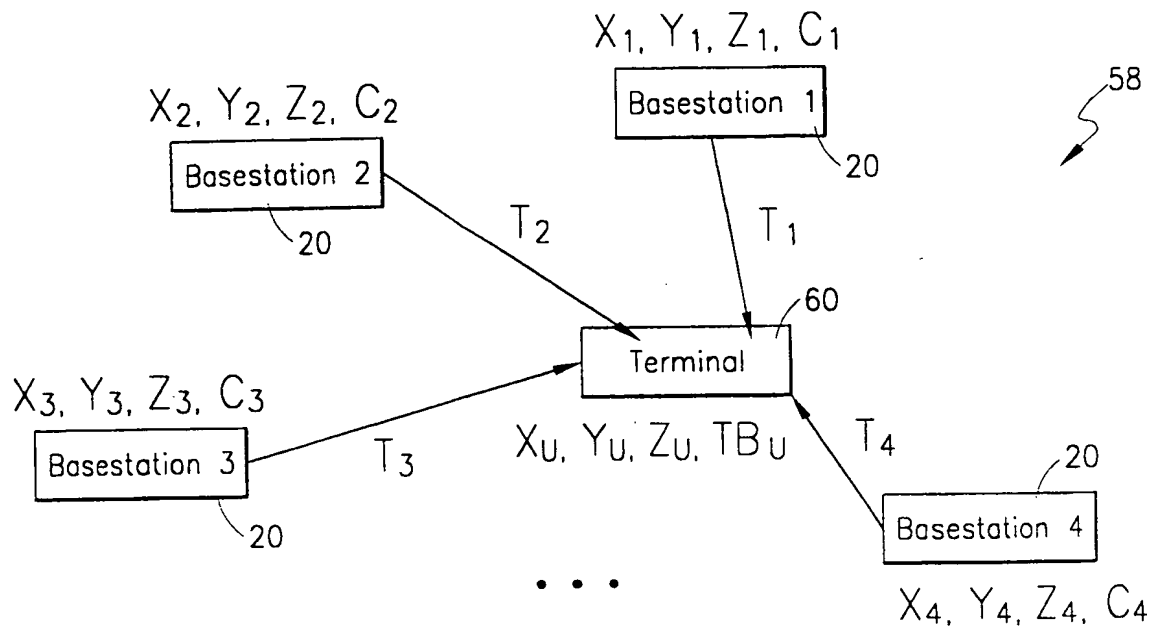 X1, Y1, Z1, C1
Basestation 1
20
58
X2, Y2, Z2, C2
Basestation 2
20
T2
T1
60
Terminal
XU, YU, ZU, TBU
X3, Y3, Z3, C3
Basestation 3
20
T3
T4
20
Basestation 4
X4, Y4, Z4, C4
• • •